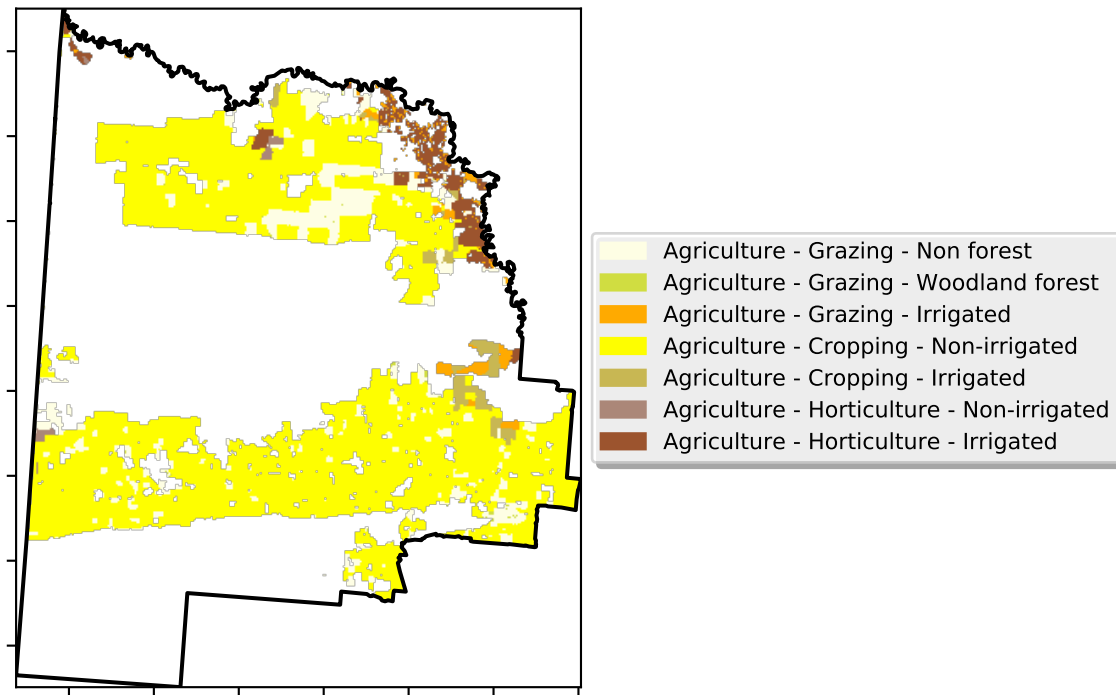 Agriculture - Grazing - Non forest
Agriculture - Grazing - Woodland forest
Agriculture - Grazing - Irrigated
Agriculture - Cropping - Non-irrigated
Agriculture - Cropping - Irrigated
Agriculture - Horticulture - Non-irrigated
Agriculture - Horticulture - Irrigated